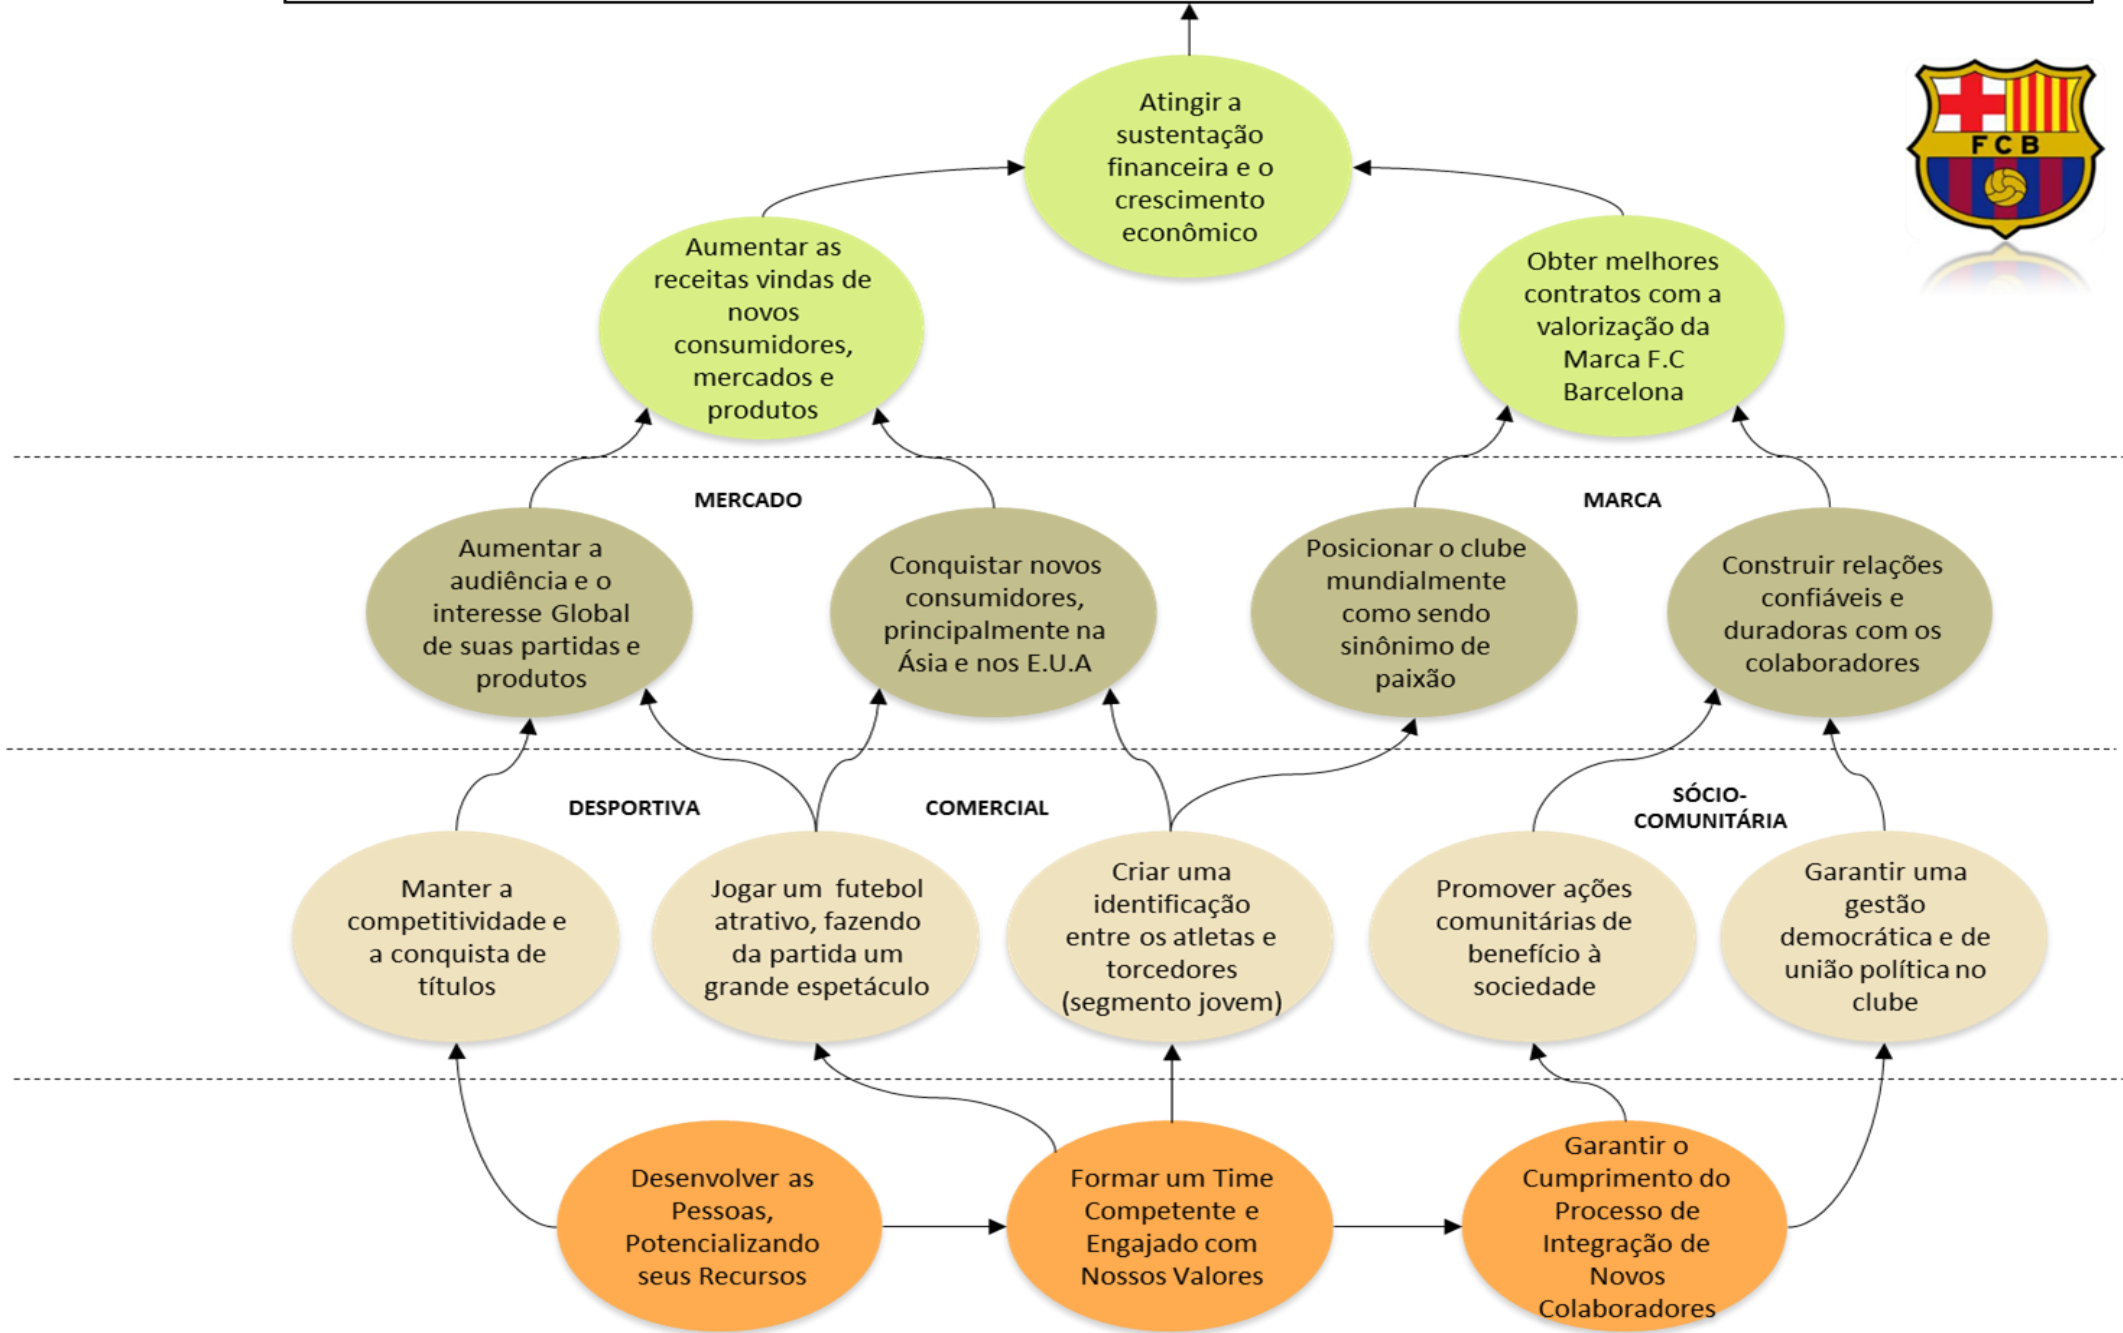 Atingir a
sustentação
financeira e o
crescimento
econômico
FCB
Aumentar as
receitas vindas de
novos
consumidores,
mercados e
produtos
Obter melhores
contratos com a
valorização da
Marca F.C
Barcelona
MERCADO
MARCA
Aumentar a
audiência e o
interesse Global
de suas partidas e
produtos
Conquistar novos
consumidores,
principalmente na
Ásia e nos E.U.A
Posicionar o clube
mundialmente
como sendo
sinônimo de
paixão
Construir relações
confiáveis e
duradoras com os
colaboradores
DESPORTIVA
COMERCIAL
SÓCIO-
COMUNITÁRIA
Manter a
competitividade e
a conquista de
títulos
Jogar um futebol
atrativo, fazendo
da partida um
grande espetáculo
Criar uma
identificação
entre os atletas e
torcedores
(segmento jovem)
Promover ações
comunitárias de
benefício à
sociedade
Garantir uma
gestão
democrática e de
união política no
clube
Desenvolver as
Pessoas,
Potencializando
seus Recursos
Formar um Time
Competente e
Engajado com
Nossos Valores
Garantir o
Cumprimento do
Processo de
Integração de
Novos
Colaboradores